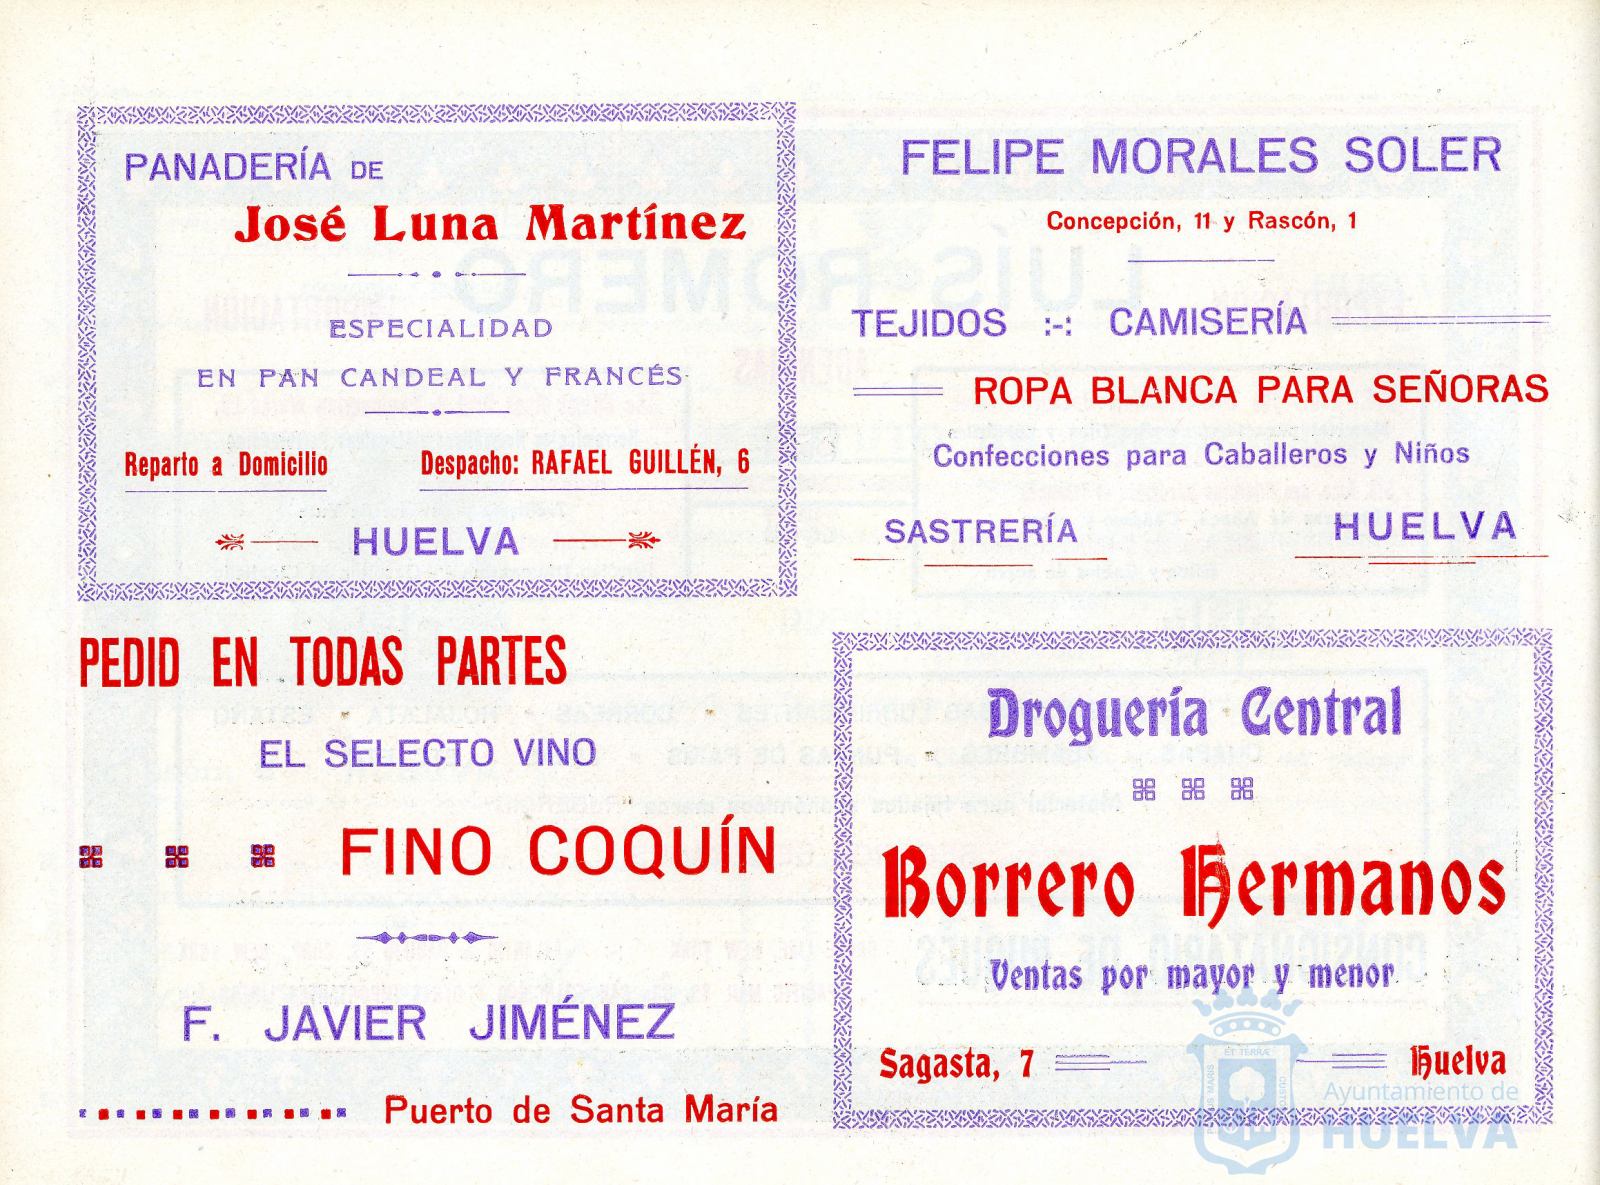 PANADERÍA DE
José Luna Martínez
ESPECIALIDAD
EN PAN CANDEAL Y FRANCÉS
Reparto a Domicilio Despacho: RAFAEL GUILLÉN, 6
HUELVA
FELIPE MORALES SOLER
Concepción, 11 y Rascón, 1
TEJIDOS :-: CAMISERÍA
ROPA BLANCA PARA SEÑORAS
Confecciones para Caballeros y Niños
SASTRERÍA HUELVA
PEDID EN TODAS PARTES
EL SELECTO VINO
FINO COQUÍN
F. JAVIER JIMÉNEZ
Puerto de Santa María
Droguería Central
Borrero Hermanos
Ventas por mayor y menor
Sagasta, 7 Huelva
Ayuntamiento de
HUELVA